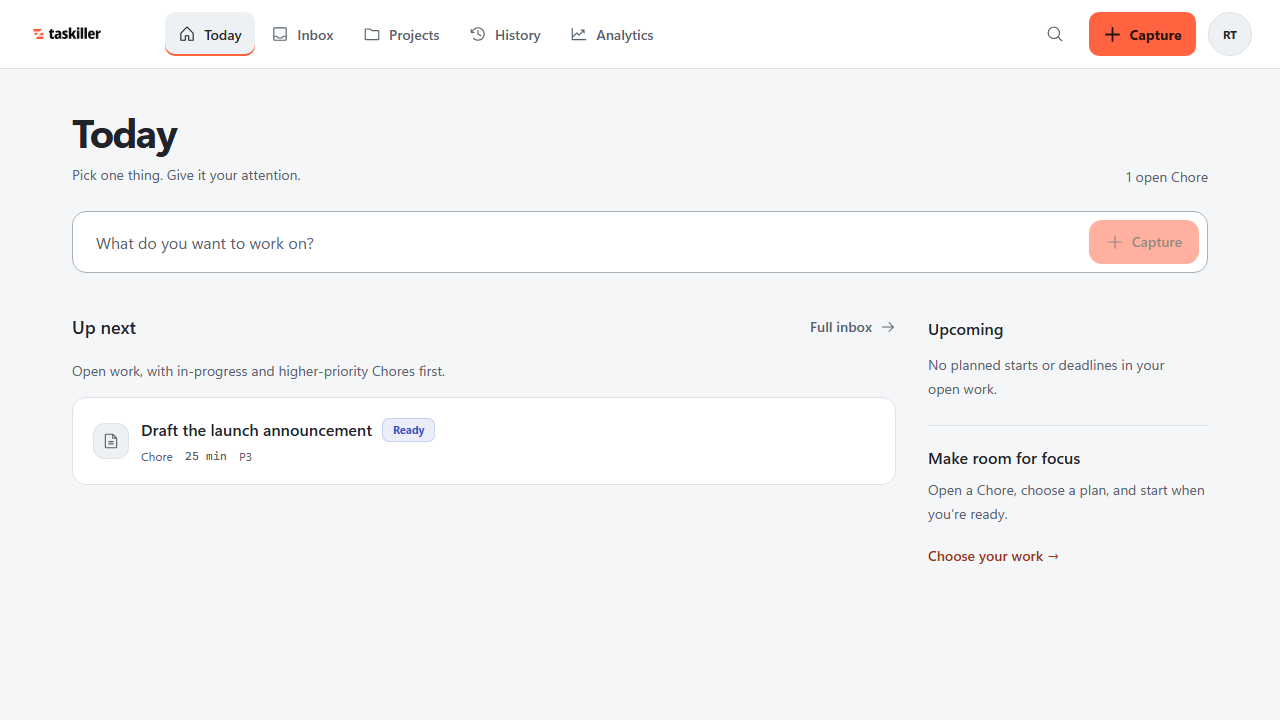 taskiller
Today
Inbox
Projects
History
Analytics
Capture
RT
Today
Pick one thing. Give it your attention.
1 open Chore
What do you want to work on?
Capture
Up next
Full inbox →
Open work, with in-progress and higher-priority Chores first.
Draft the launch announcement
Ready
Chore 25 min P3
Upcoming
No planned starts or deadlines in your
open work.
Make room for focus
Open a Chore, choose a plan, and start when
you're ready.
Choose your work →